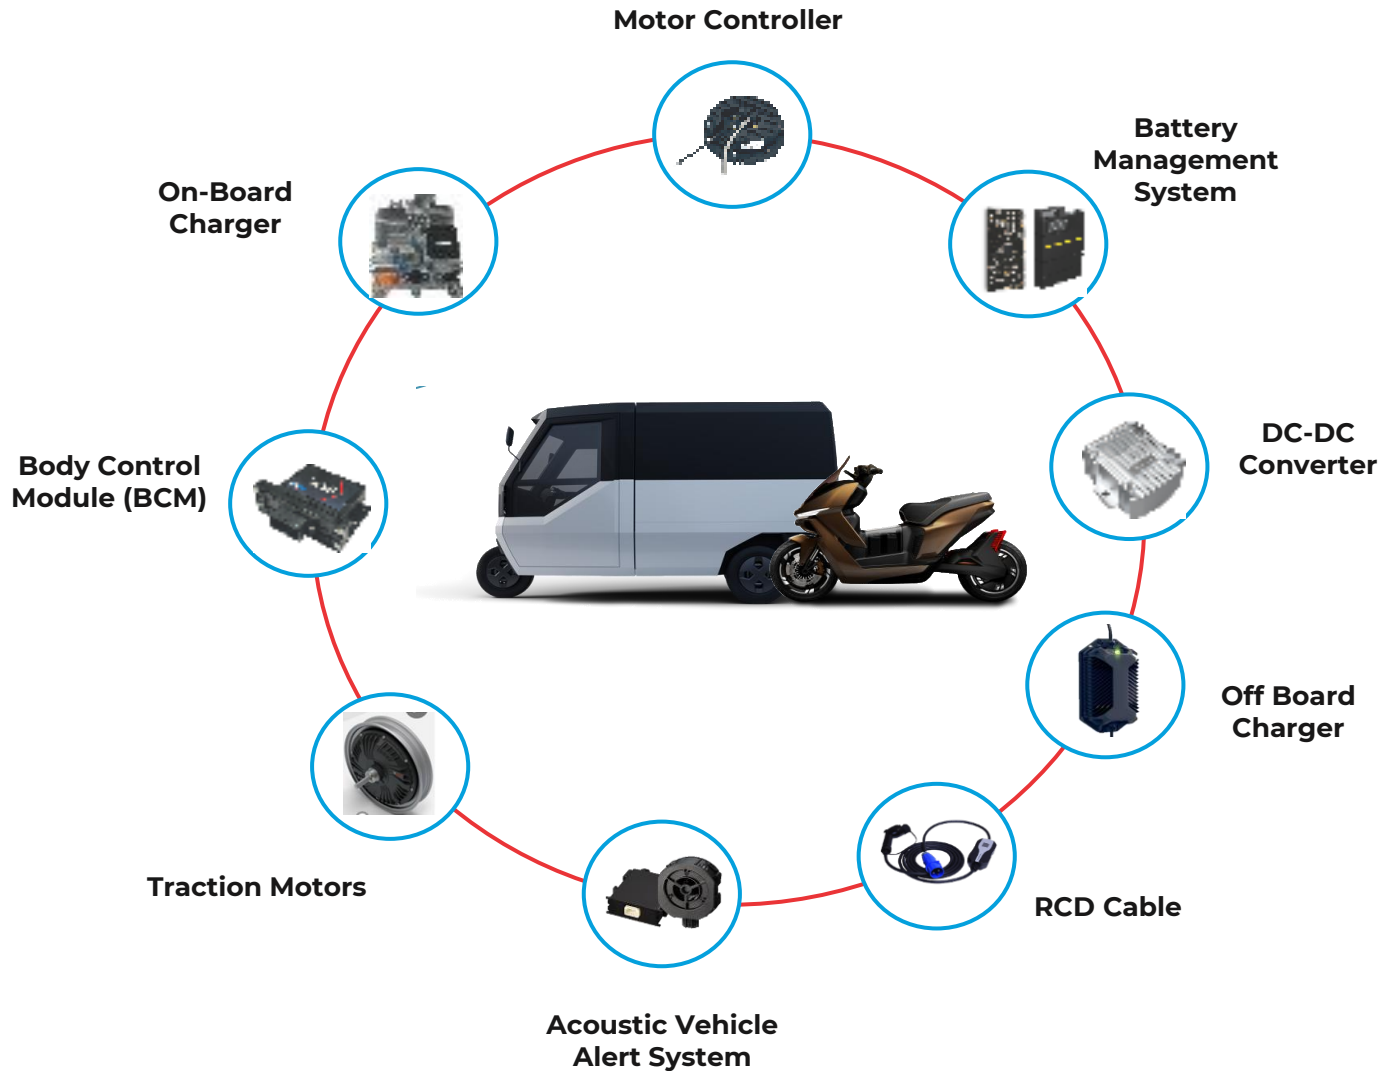 Motor Controller
Battery
Management
System
On-Board
Charger
DC-DC
Converter
Body Control
Module (BCM)
Off Board
Charger
Traction Motors
RCD Cable
Acoustic Vehicle
Alert System